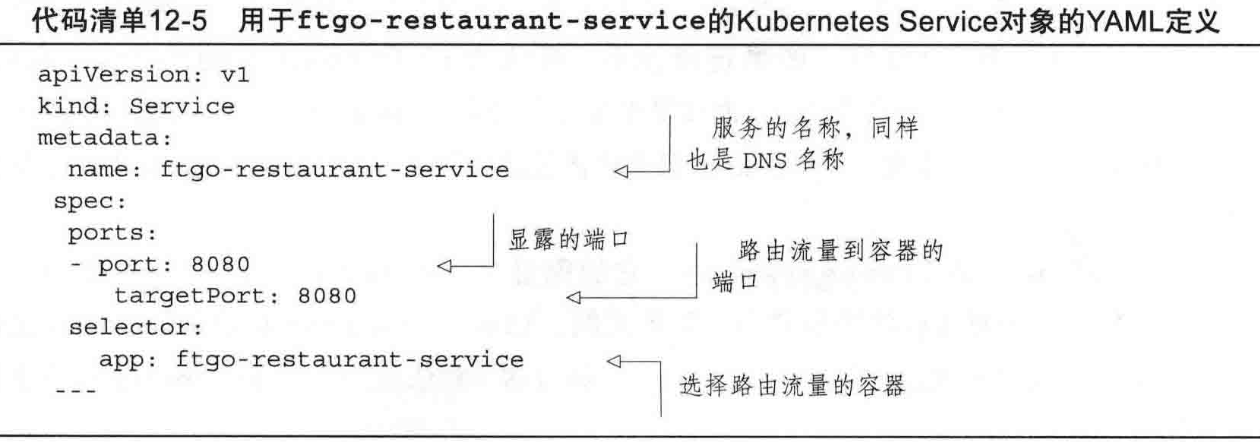 代码清单12-5 用于ftgo-restaurant-service的Kubernetes Service对象的YAML定义
apiVersion: v1
kind: Service
metadata:
服务的名称，同样
name: ftgo-restaurant-service
也是 DNS 名称
spec:
ports:
显露的端口
- port: 8080
路由流量到容器的
端口
targetPort: 8080
selector:
app: ftgo-restaurant-service
选择路由流量的容器
---